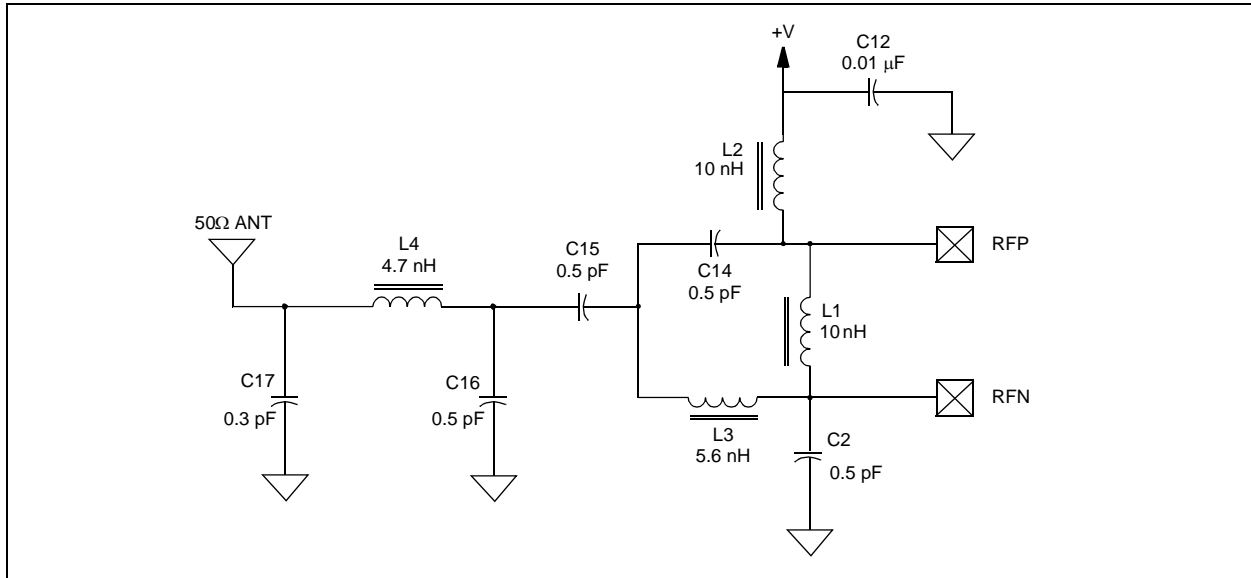 +V
C12
0.01 μF
L2
10 nH
50Ω ANT
L4
4.7 nH
C15
0.5 pF
C14
0.5 pF
RFP
L1
10 nH
C17
0.3 pF
C16
0.5 pF
RFN
L3
5.6 nH
C2
0.5 pF